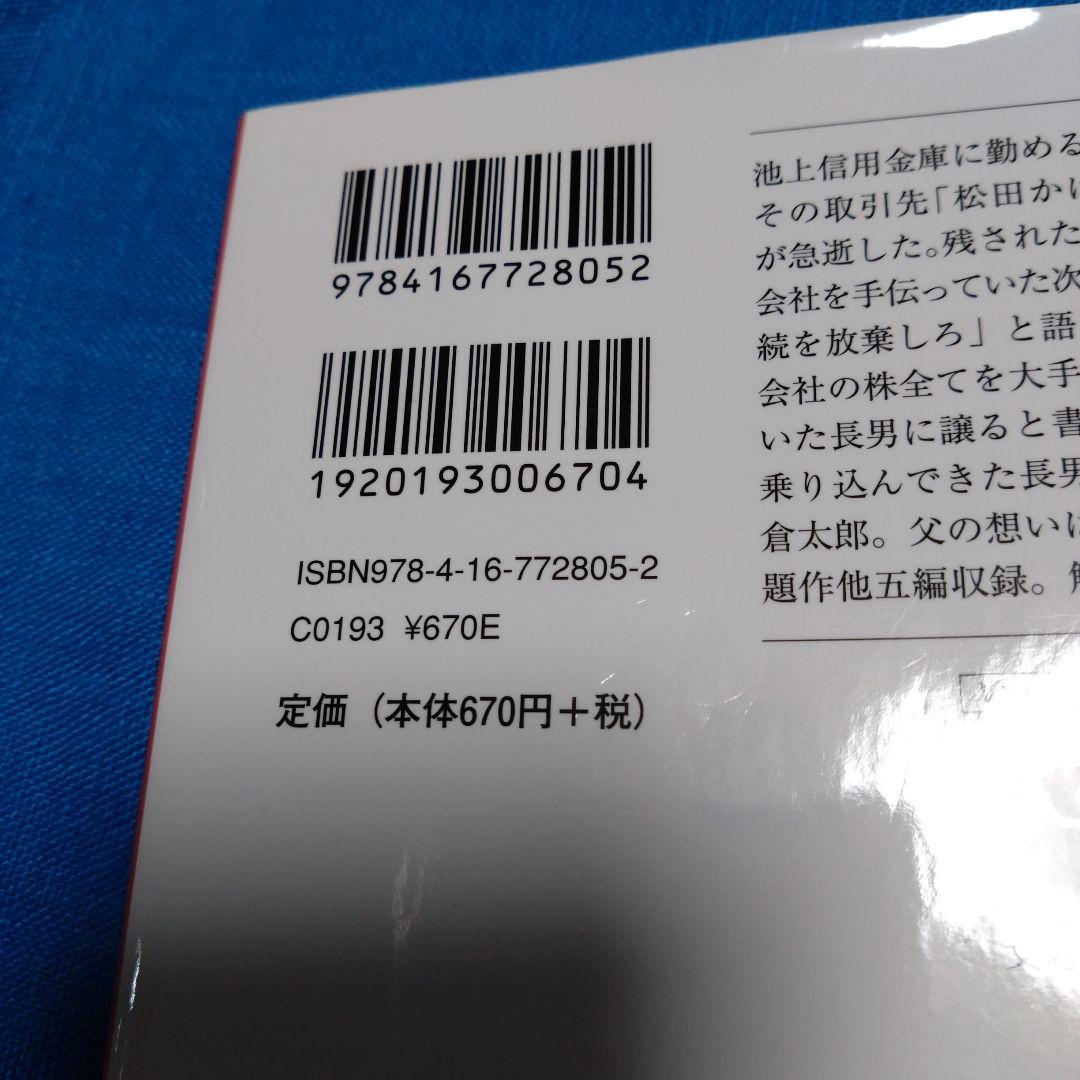 9784167728052
1920193006704
ISBN978-4-16-772805-2
C0193 ¥670E
定価（本体670円＋税）
池上信用金庫に勤める
その取引先「松田か
が急逝した。残された
会社を手伝っていた次
続を放棄しろ」と語
会社の株全てを大手
いた長男に譲ると書
乗り込んできた長男
倉太郎。父の想い
題作他五編収録。